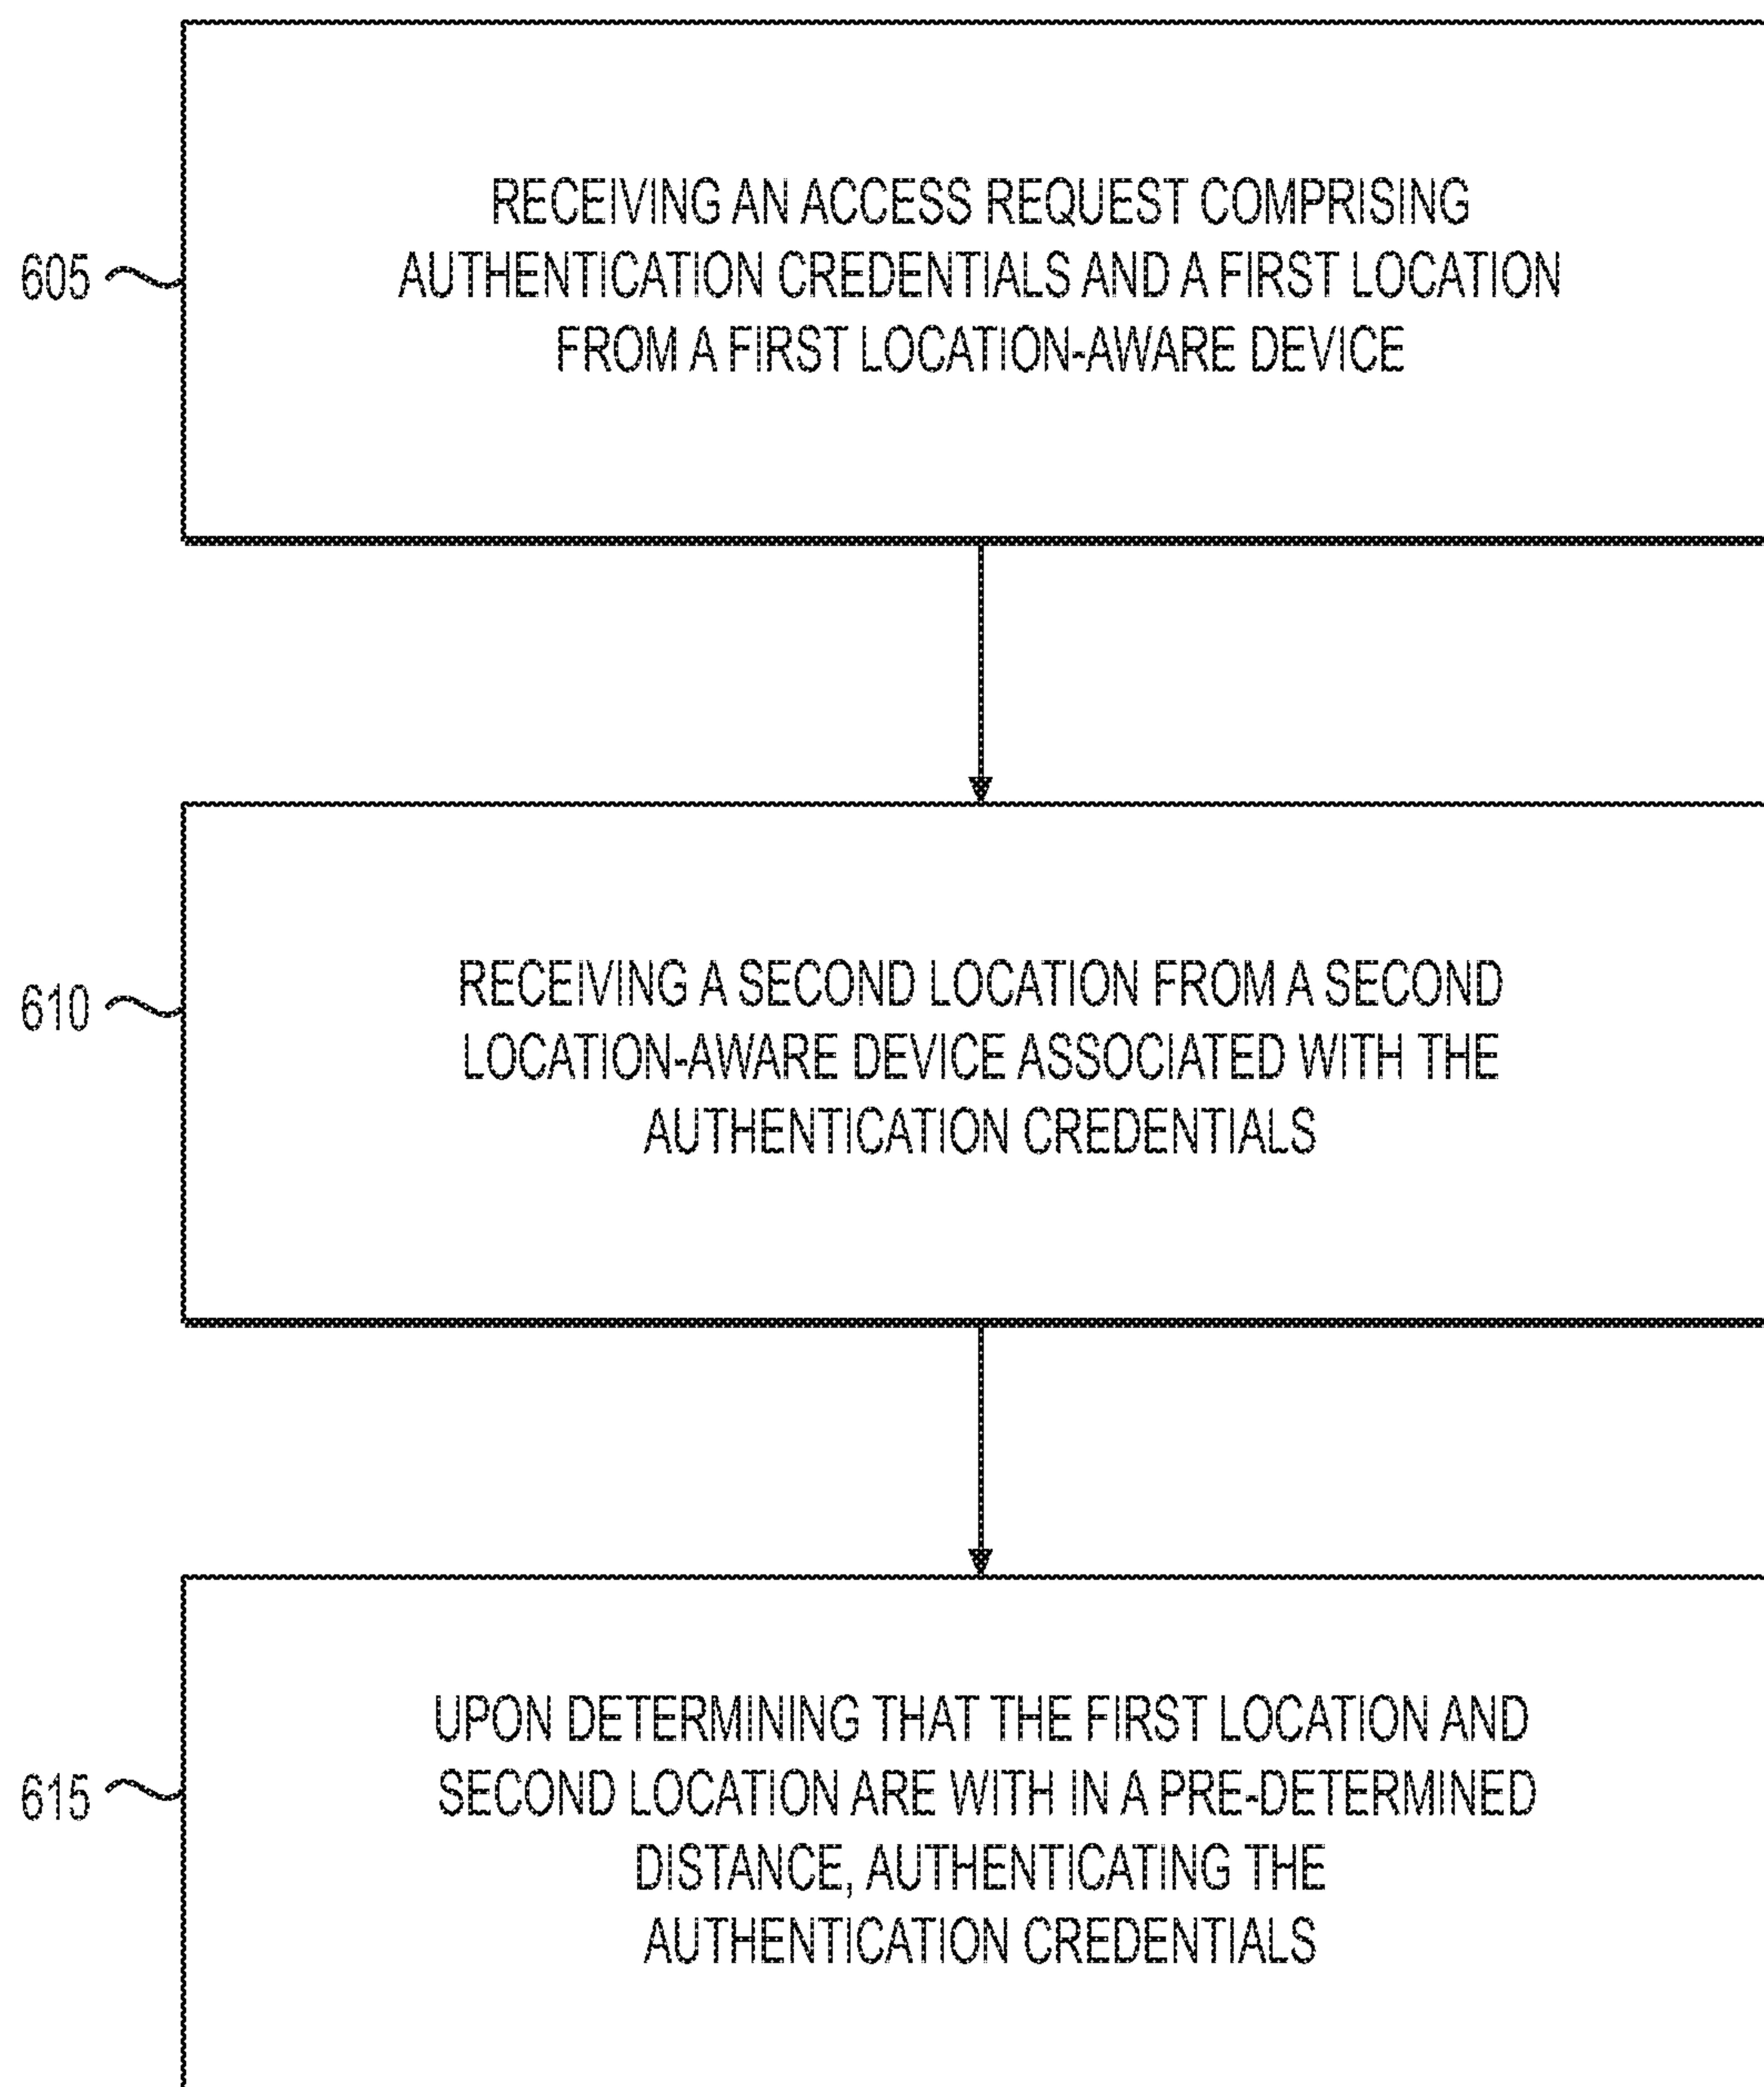 605
RECEIVING AN ACCESS REQUEST COMPRISING
AUTHENTICATION CREDENTIALS AND A FIRST LOCATION
FROM A FIRST LOCATION-AWARE DEVICE
610
RECEIVING A SECOND LOCATION FROM A SECOND
LOCATION-AWARE DEVICE ASSOCIATED WITH THE
AUTHENTICATION CREDENTIALS
615
UPON DETERMINING THAT THE FIRST LOCATION AND
SECOND LOCATION ARE WITH IN A PRE-DETERMINED
DISTANCE, AUTHENTICATING THE
AUTHENTICATION CREDENTIALS